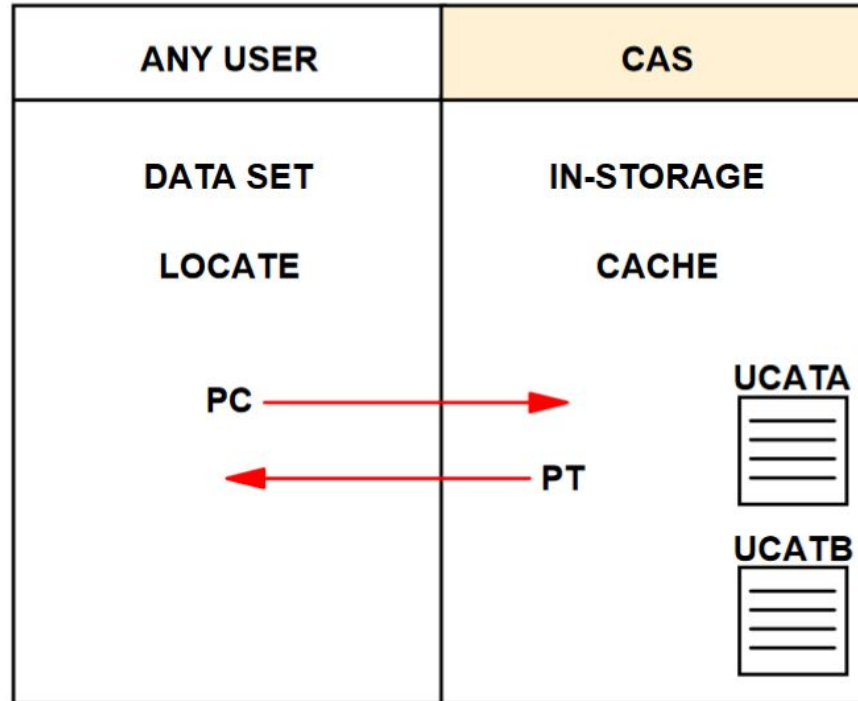 ANY USER
CAS
DATA SET
IN-STORAGE
LOCATE
CACHE
UCATA
PC
PT
UCATB